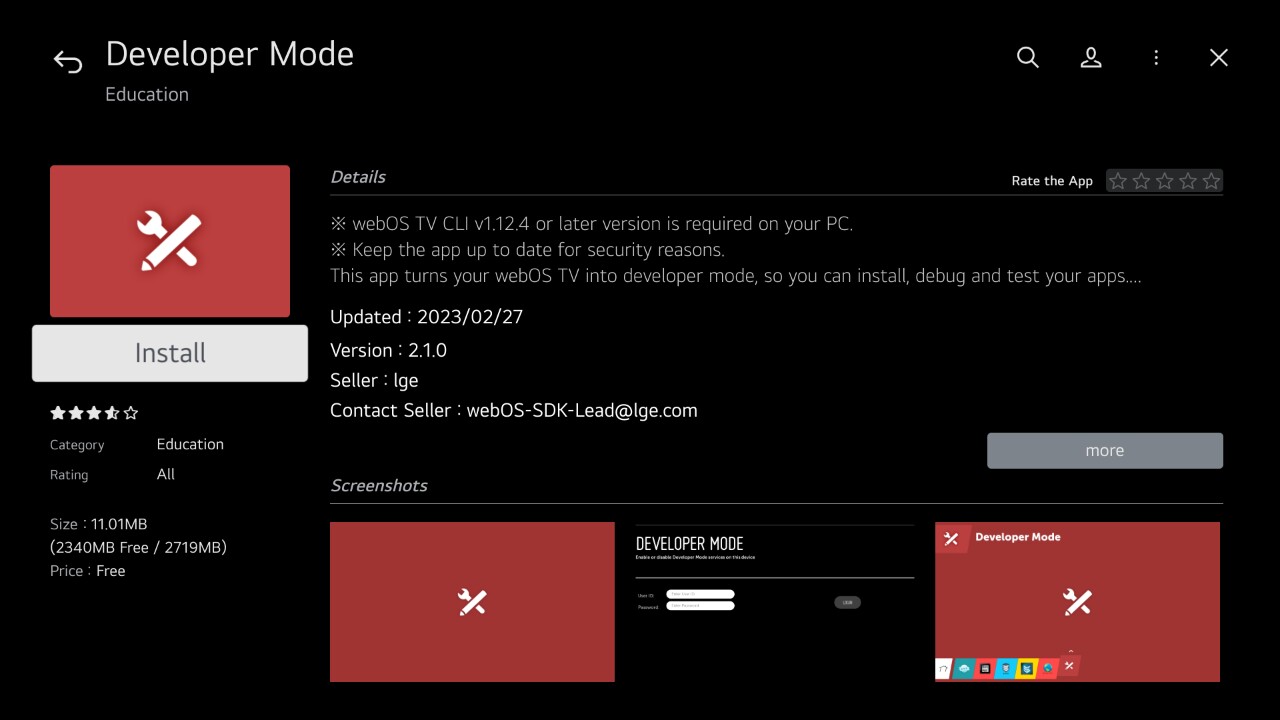 Developer Mode
Education
Install
Category Education
Rating All
Size : 11.01MB
(2340MB Free / 2719MB)
Price : Free
Details
Rate the App
※ webOS TV CLI v1.12.4 or later version is required on your PC.
※ Keep the app up to date for security reasons.
This app turns your webOS TV into developer mode, so you can install, debug and test your apps....
Updated : 2023/02/27
Version : 2.1.0
Seller : lge
Contact Seller : webOS-SDK-Lead@lge.com
more
Screenshots
DEVELOPER MODE
Enable or disable Developer Mode services on this device
User ID:
Password:
Developer Mode